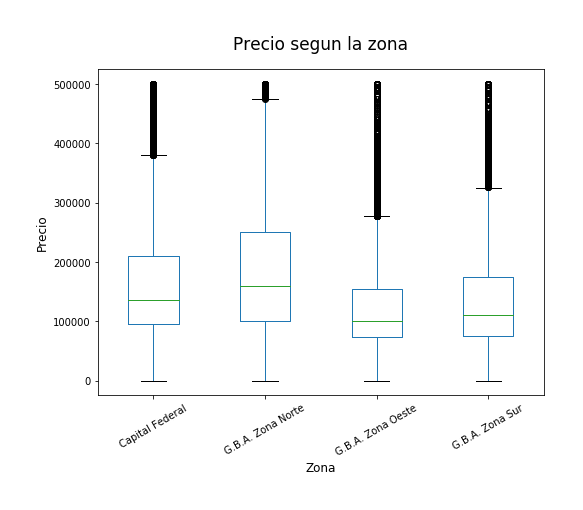 Precio segun la zona
500000
400000
300000
200000
100000
0
Precio
Capital Federal
G.B.A. Zona Norte
G.B.A. Zona Oeste
G.B.A. Zona Sur
Zona